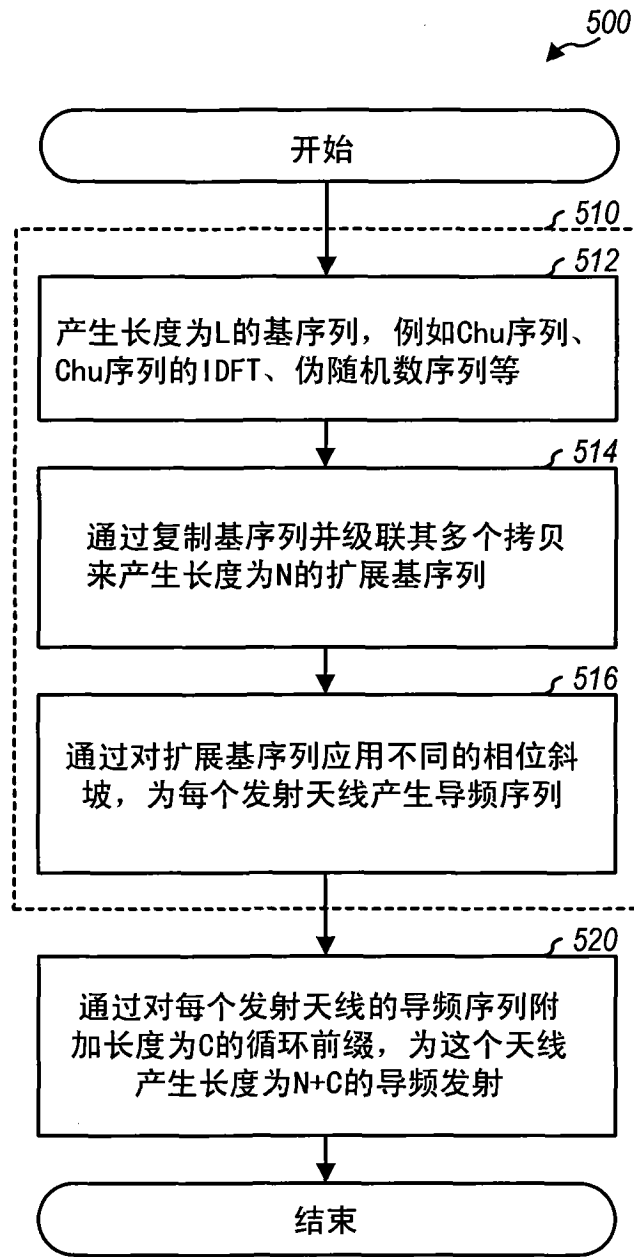 500
开始
510
512
产生长度为L的基序列，例如Chu序列、
Chu序列的IDFT、伪随机数序列等
514
通过复制基序列并级联其多个拷贝
来产生长度为N的扩展基序列
516
通过对扩展基序列应用不同的相位斜
坡，为每个发射天线产生导频序列
520
通过对每个发射天线的导频序列附
加长度为C的循环前缀，为这个天线
产生长度为N+C的导频发射
结束